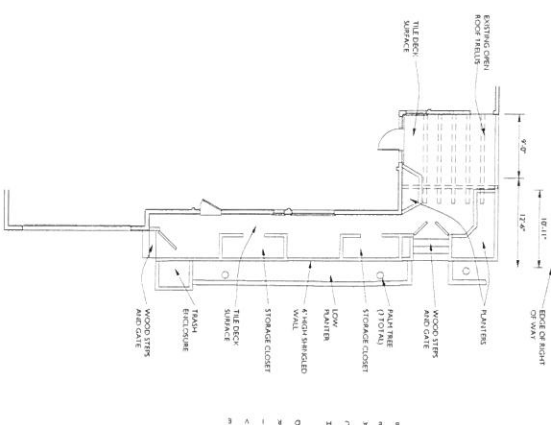 EXISTING OPEN
ROOF TRELLIS
TILE DECK
SURFACE
9'-0"
12'-6"
10'-11"
EDGE OF RIGHT
OF WAY
PLANTERS
WOOD STEPS
AND GATE
PALM TREE
(3 TOTAL)
STORAGE CLOSET
LOW
PLANTER
6' HIGH SHINGLED
WALL
STORAGE CLOSET
TILE DECK
SURFACE
TRASH
ENCLOSURE
WOOD STEPS
AND GATE